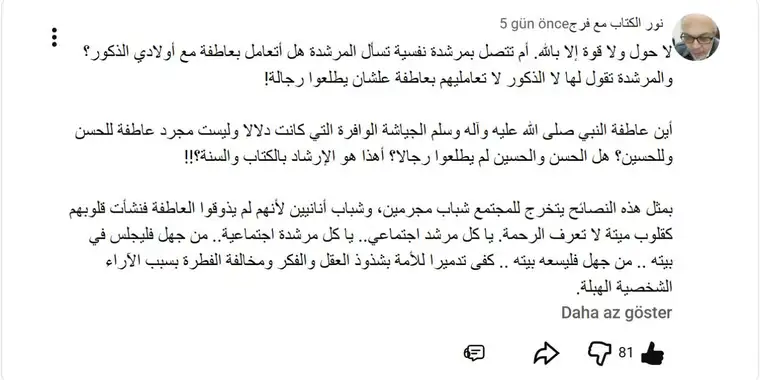 نور الكتاب مع فرج 5 gün önce
لا حول ولا قوة إلا بالله. أم تتصل بمرشدة نفسية تسأل المرشدة هل أتعامل بعاطفة مع أولادي الذكور؟
والمرشدة تقول لها لا الذكور لا تعامليهم بعاطفة علشان يطلعوا رجالة!
أين عاطفة النبي صلى الله عليه وآله وسلم الجياشة الوافرة التي كانت دلالا وليست مجرد عاطفة للحسن
وللحسين؟ هل الحسن والحسين لم يطلعوا رجالا؟ أهذا هو الإرشاد بالكتاب والسنة؟!!
بمثل هذه النصائح يتخرج للمجتمع شباب مجرمين، وشباب أنانيين لأنهم لم يذوقوا العاطفة فنشأت قلوبهم
كقلوب ميتة لا تعرف الرحمة. يا كل مرشد اجتماعي.. يا كل مرشدة اجتماعية.. من جهل فليجلس في
بيته .. من جهل فليسعه بيته .. كفى تدميرا للأمة بشذوذ العقل والفكر ومخالفة الفطرة بسبب الآراء
الشخصية الهبلة.
Daha az göster
81